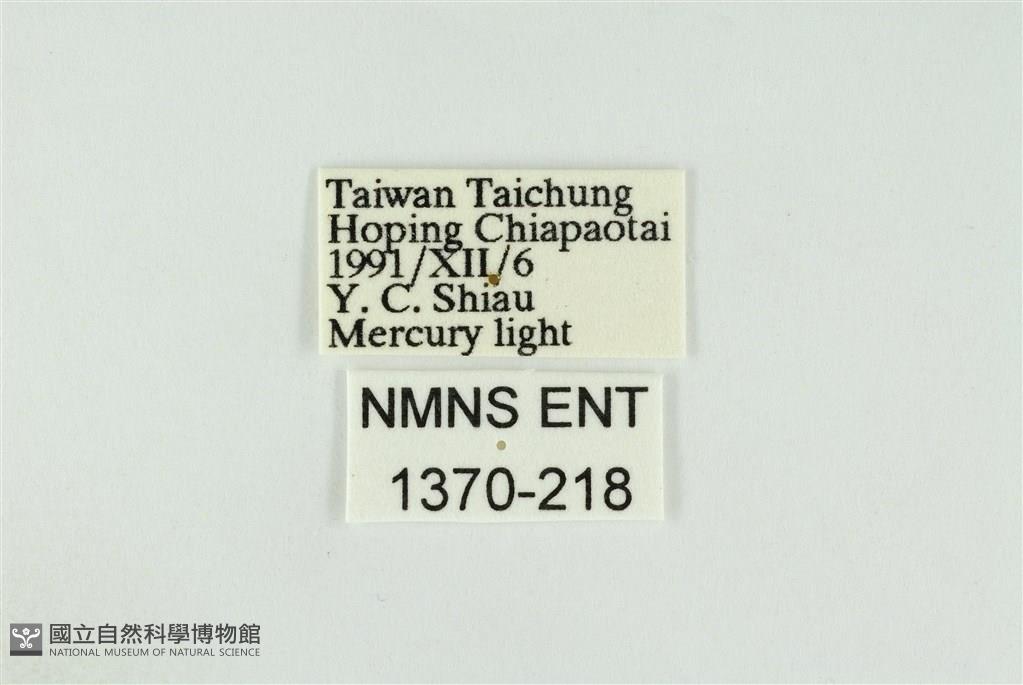 Taiwan Taichung
Hoping Chiapaotai
1991/XII/6
Y. C. Shiau
Mercury light
NMNS ENT
1370-218
國立自然科學博物館
NATIONAL MUSEUM OF NATURAL SCIENCE